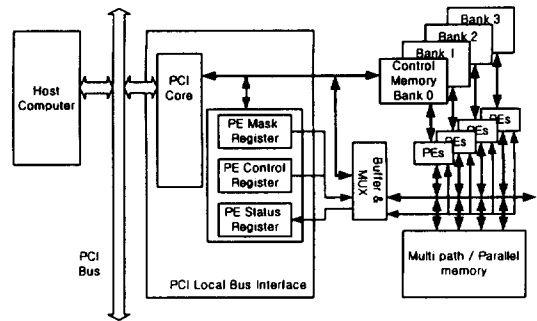 Bank 3
Bank 2
Bank 1
Control
Memory
Bank 0
Host
Computer
PCI
Core
PE Mask
Register
PE Control
Register
PE Status
Register
Buffer &
MUX
PEs
PEs
PEs
PEs
PCI
Bus
PCI Local Bus Interface
Multi path / Parallel
memory